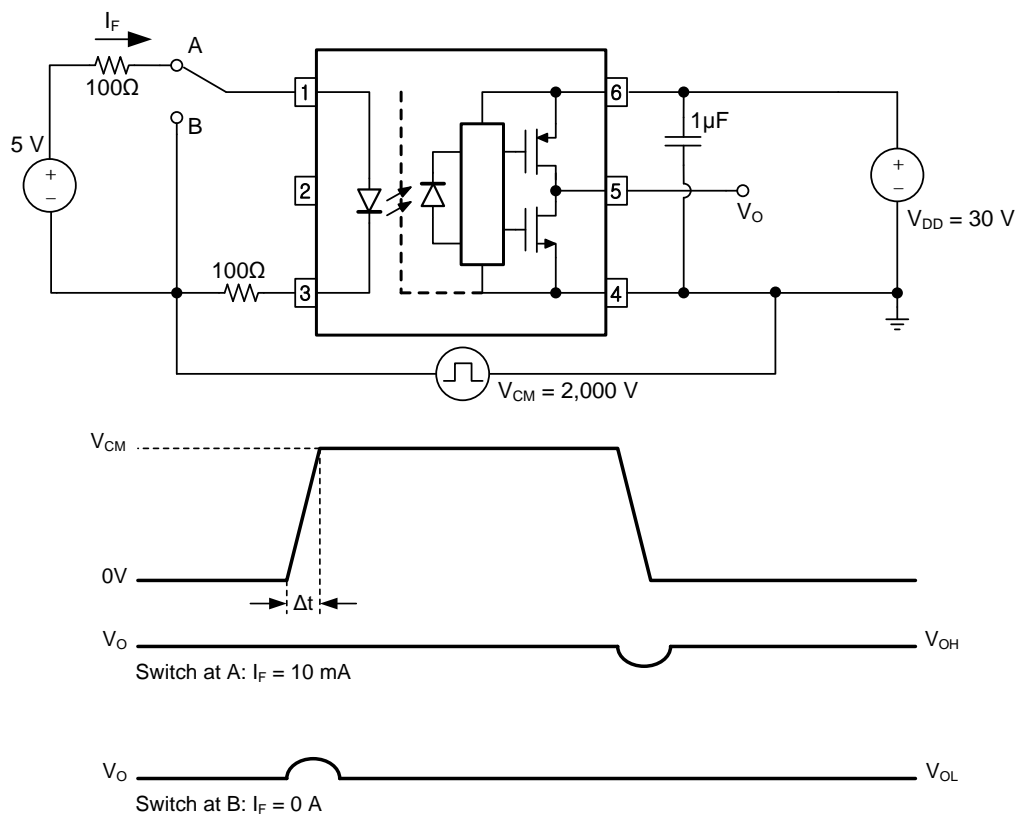 I_F
A
100Ω
B
5 V
+
−
100Ω
1
2
3
6
5
4
1µF
V_O
+
−
V_DD = 30 V
V_CM = 2,000 V
V_CM
0V
Δt
V_O
V_OH
Switch at A: I_F = 10 mA
V_O
V_OL
Switch at B: I_F = 0 A